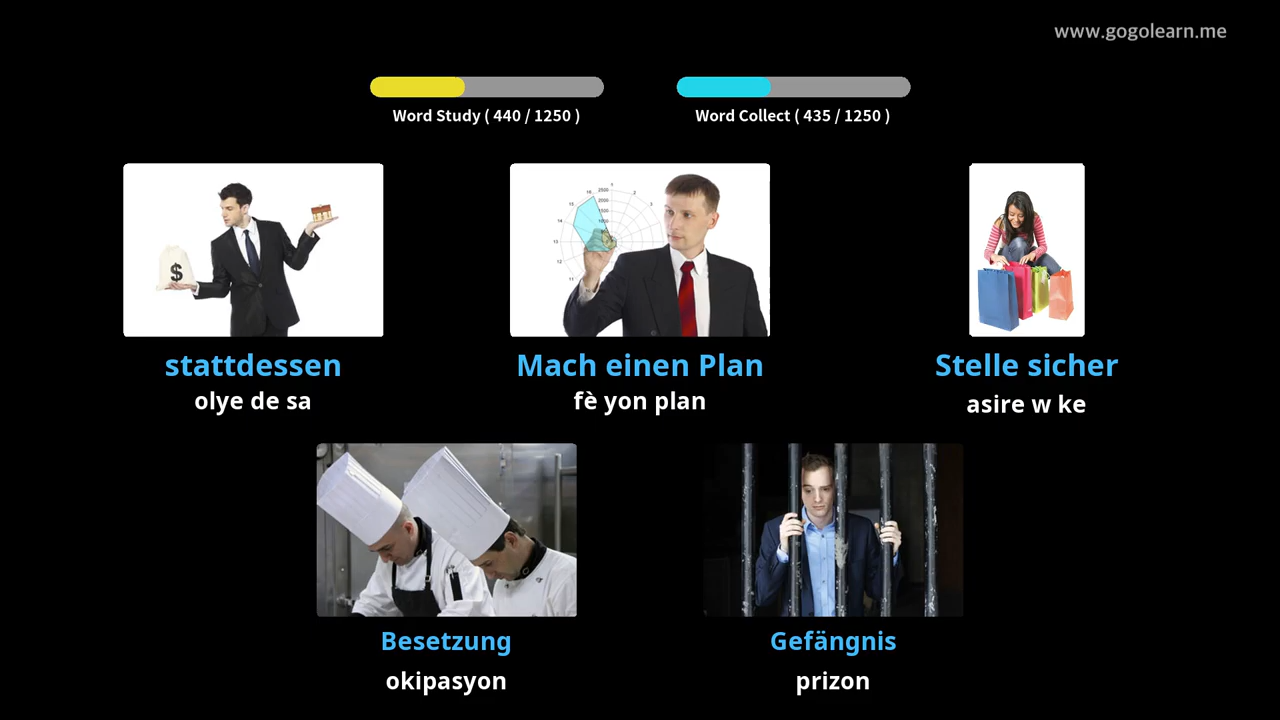 www.gogolearn.me
Word Study ( 440 / 1250 )
Word Collect ( 435 / 1250 )
$
stattdessen
olye de sa
Mach einen Plan
fè yon plan
Stelle sicher
asire w ke
Besetzung
okipasyon
Gefängnis
prizon